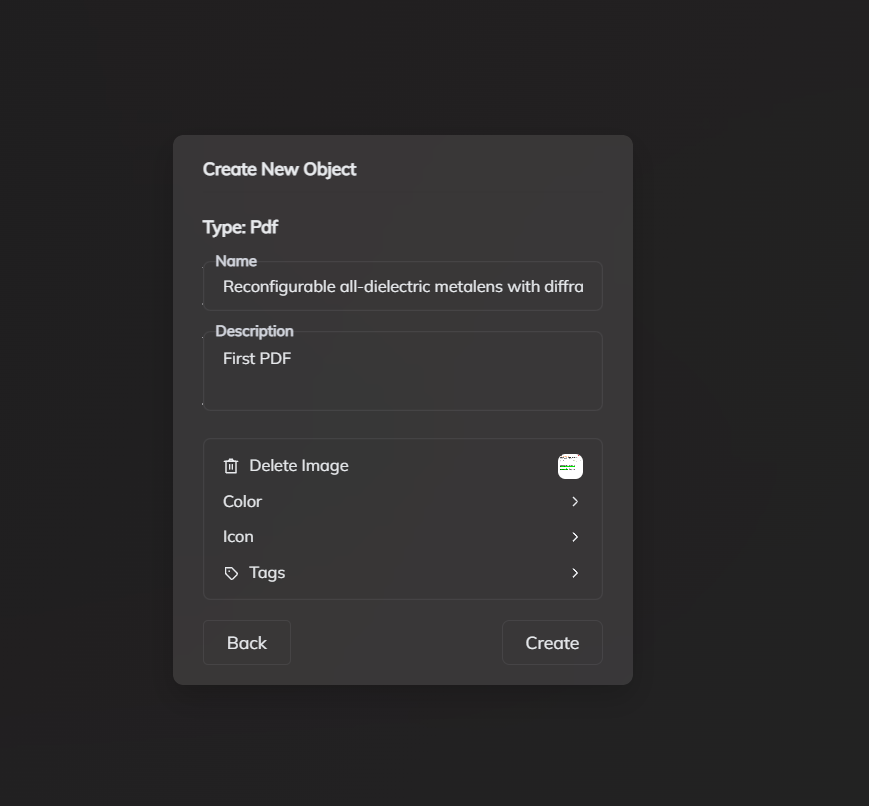 Create New Object
Type: Pdf
Name
Reconfigurable all-dielectric metalens with diffra
Description
First PDF
Delete Image
Color
Icon
Tags
Back
Create